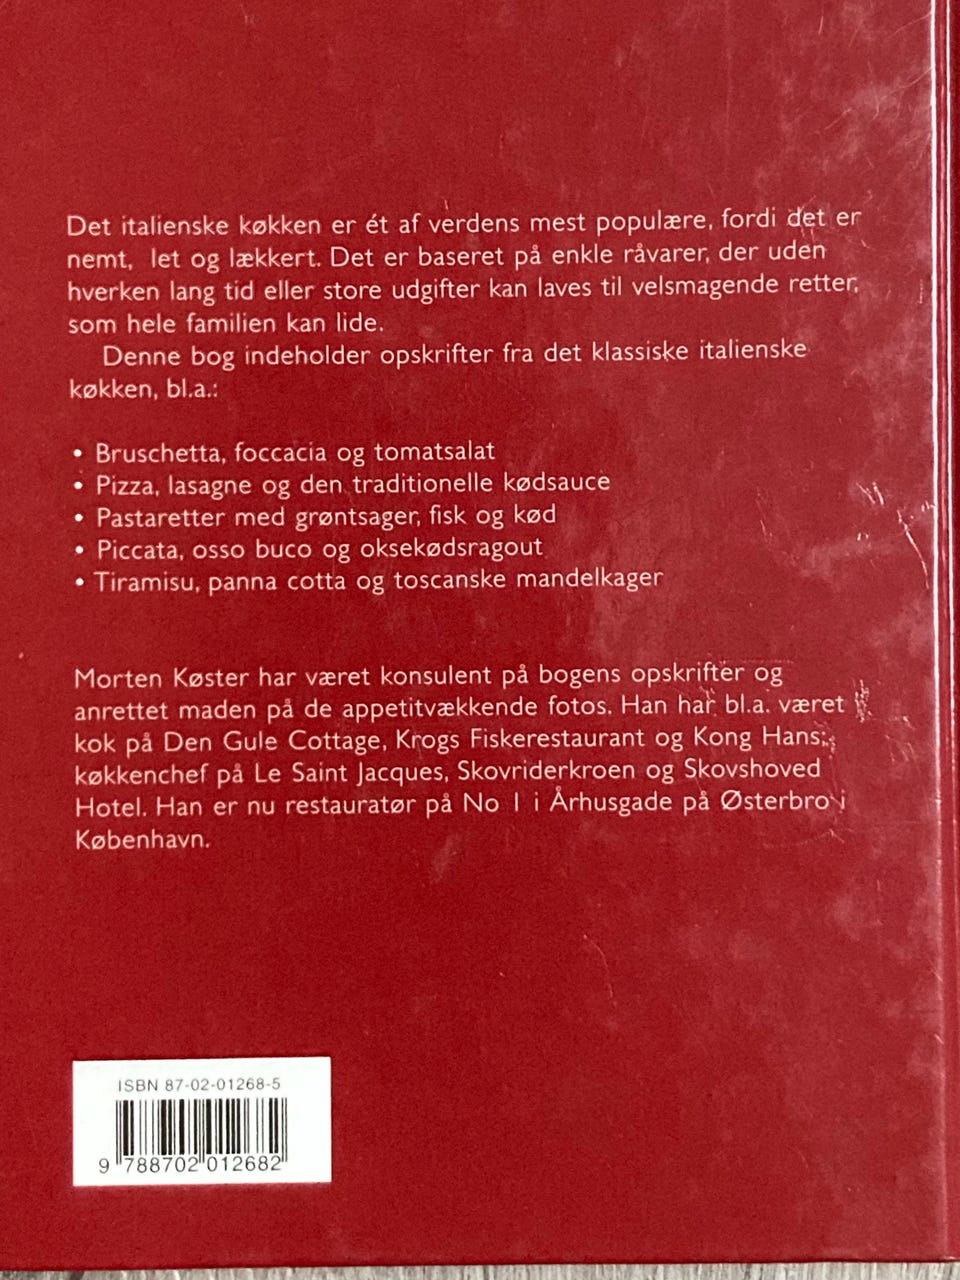 Det italienske køkken er ét af verdens mest populære, fordi det er
nemt, let og lækkert. Det er baseret på enkle råvarer, der uden
hverken lang tid eller store udgifter kan laves til velsmagende retter,
som hele familien kan lide.
Denne bog indeholder opskrifter fra det klassiske italienske
køkken, bl.a.:
• Bruschetta, foccacia og tomatsalat
• Pizza, lasagne og den traditionelle kødsauce
• Pastaretter med grøntsager, fisk og kød
• Piccata, osso buco og oksekødsragout
• Tiramisu, panna cotta og toscanske mandelkager
Morten Køster har været konsulent på bogens opskrifter og
anrettet maden på de appetitvækkende fotos. Han har bl.a. været
kok på Den Gule Cottage, Krogs Fiskerestaurant og Kong Hans;
køkkenchef på Le Saint Jacques, Skovriderkroen og Skovshoved
Hotel. Han er nu restauratør på No 1 i Århusgade på Østerbro i
København.
ISBN 87-02-01268-5
9 788702 012682